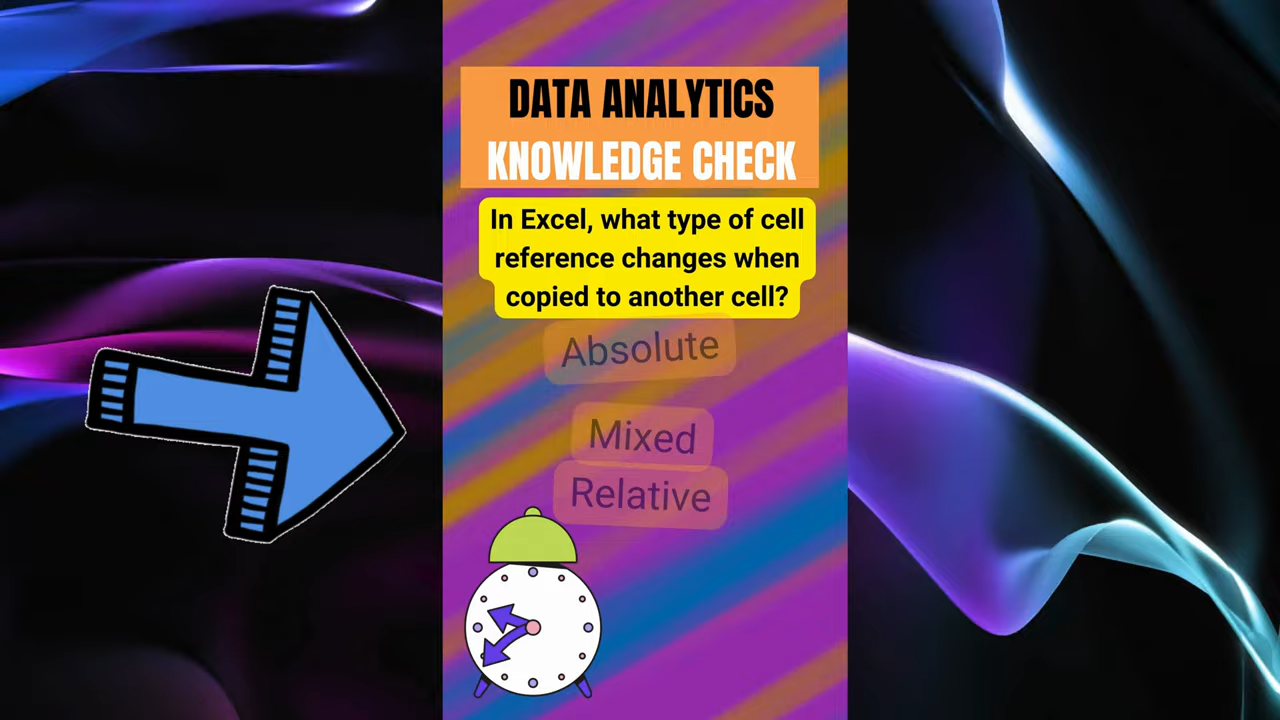 DATA ANALYTICS
KNOWLEDGE CHECK
In Excel, what type of cell
reference changes when
copied to another cell?
Absolute
Mixed
Relative